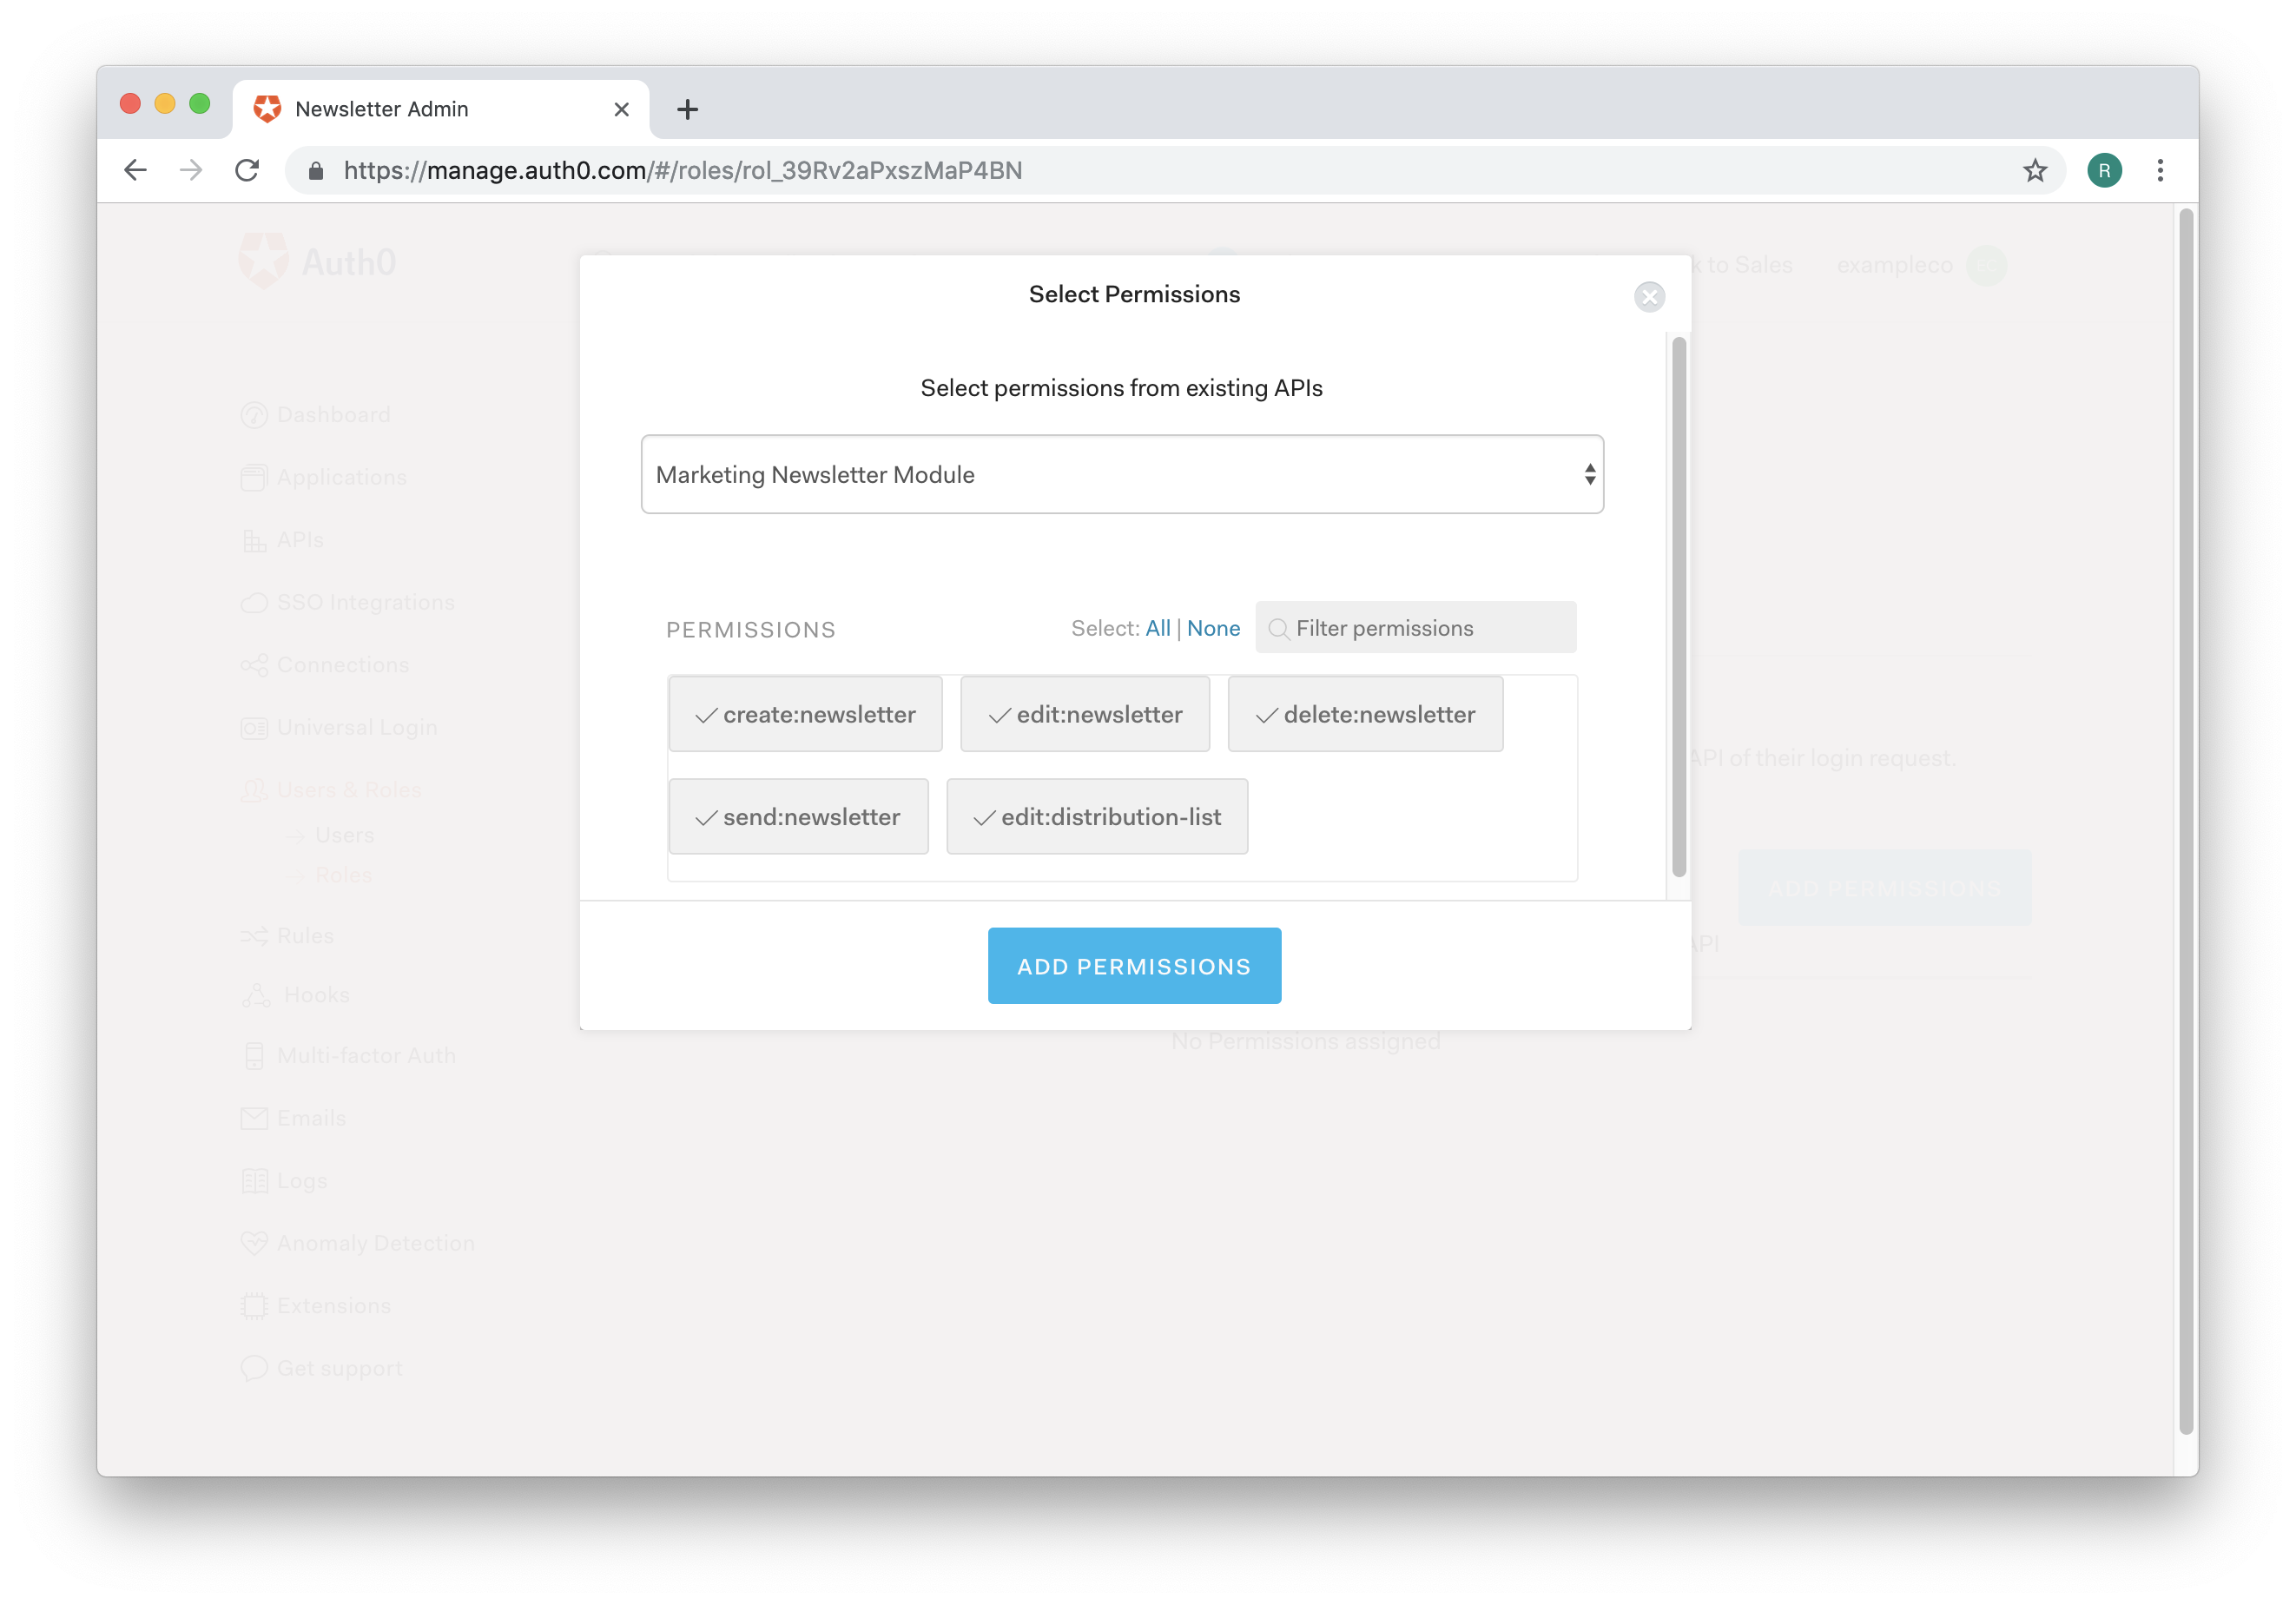 Newsletter Admin
https://manage.auth0.com/#/roles/rol_39Rv2aPxszMaP4BN
R
Auth0
k to Sales
exampleco
Select Permissions
Select permissions from existing APIs
Marketing Newsletter Module
PERMISSIONS
Select: All | None
Filter permissions
create:newsletter
edit:newsletter
delete:newsletter
send:newsletter
edit:distribution-list
ADD PERMISSIONS
Dashboard
Applications
APIs
SSO Integrations
Connections
Universal Login
Users & Roles
Users
Roles
Rules
Hooks
Multi-factor Auth
Emails
Logs
Anomaly Detection
Extensions
Get support
API of their login request.
ADD PERMISSIONS
API
No Permissions assigned